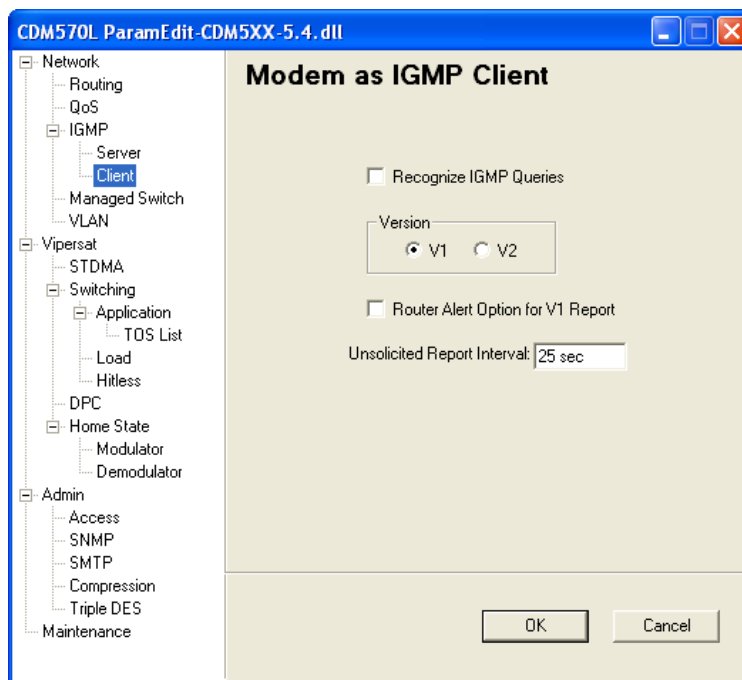 CDM570L ParamEdit-CDM5XX-5.4.dll
Network
Routing
QoS
IGMP
Server
Client
Managed Switch
VLAN
Vipersat
STDMA
Switching
Application
TOS List
Load
Hitless
DPC
Home State
Modulator
Demodulator
Admin
Access
SNMP
SMTP
Compression
Triple DES
Maintenance
Modem as IGMP Client
Recognize IGMP Queries
Version
V1 V2
Router Alert Option for V1 Report
Unsolicited Report Interval: 25 sec
OK Cancel